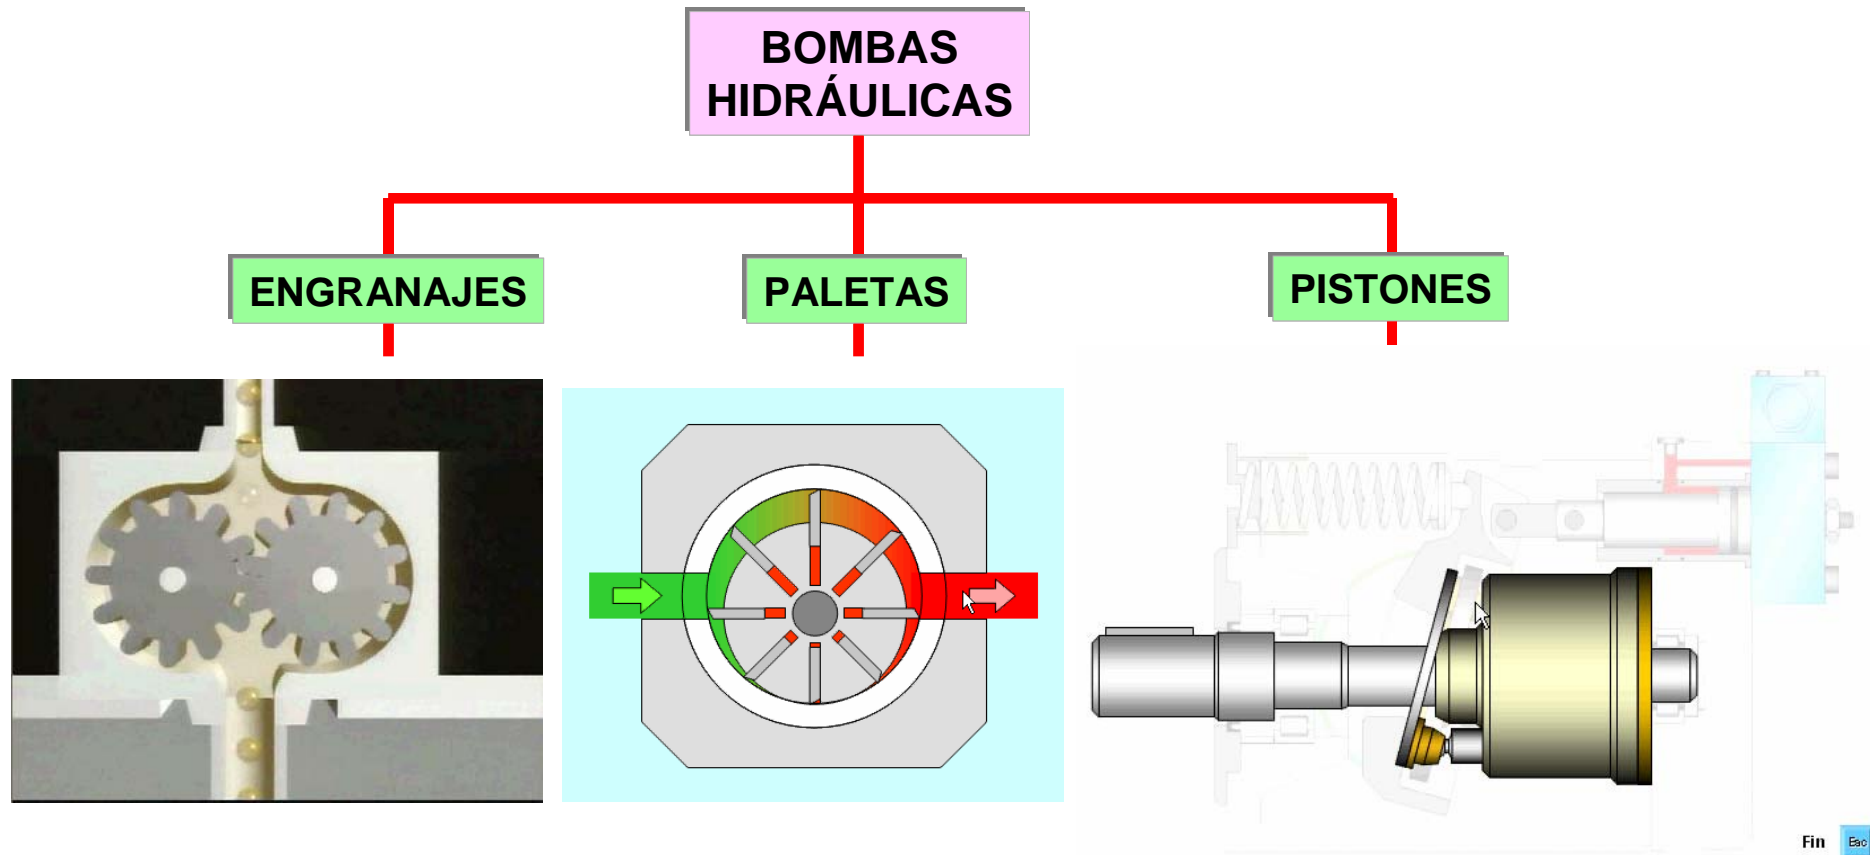 BOMBAS
HIDRÁULICAS
ENGRANAJES
PALETAS
PISTONES
Fin
Esc